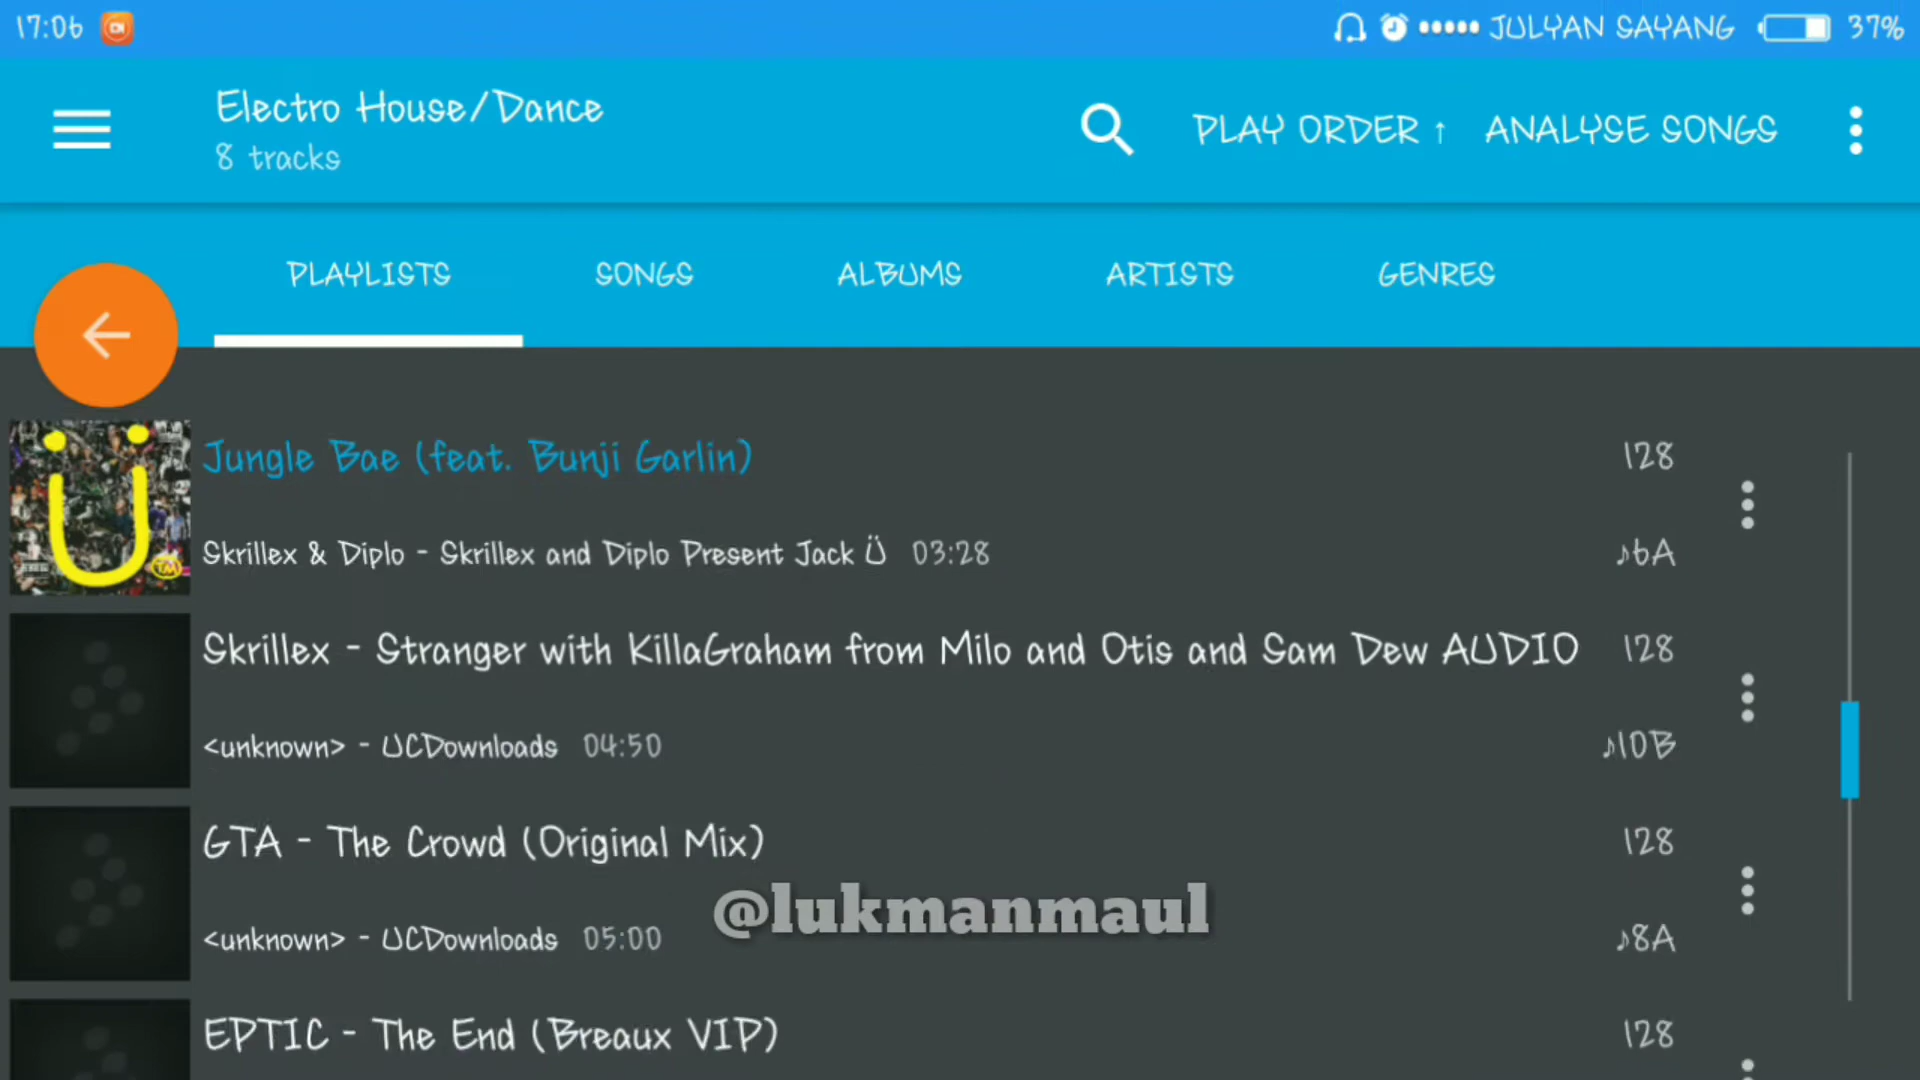 17:06 JULYAN SAYANG 37%
Electro House/Dance
8 tracks
PLAY ORDER ↑ ANALYSE SONGS
PLAYLISTS SONGS ALBUMS ARTISTS GENRES
Jungle Bae (feat. Bunji Garlin) 128
Skrillex & Diplo - Skrillex and Diplo Present Jack Ü 03:28 ♪6A
Skrillex - Stranger with KillaGraham from Milo and Otis and Sam Dew AUDIO 128
<unknown> - UCDownloads 04:50 ♪10B
GTA - The Crowd (Original Mix) 128
@lukmanmaul
<unknown> - UCDownloads 05:00 ♪8A
EPTIC - The End (Breaux VIP) 128